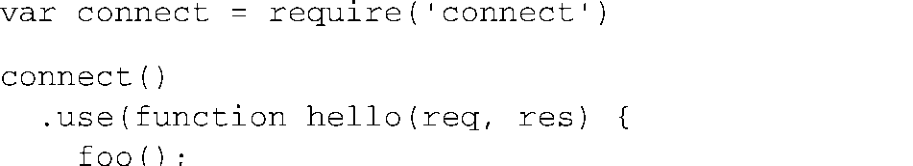 var connect = require('connect')
connect()
  .use(function hello(req, res) {
    foo();